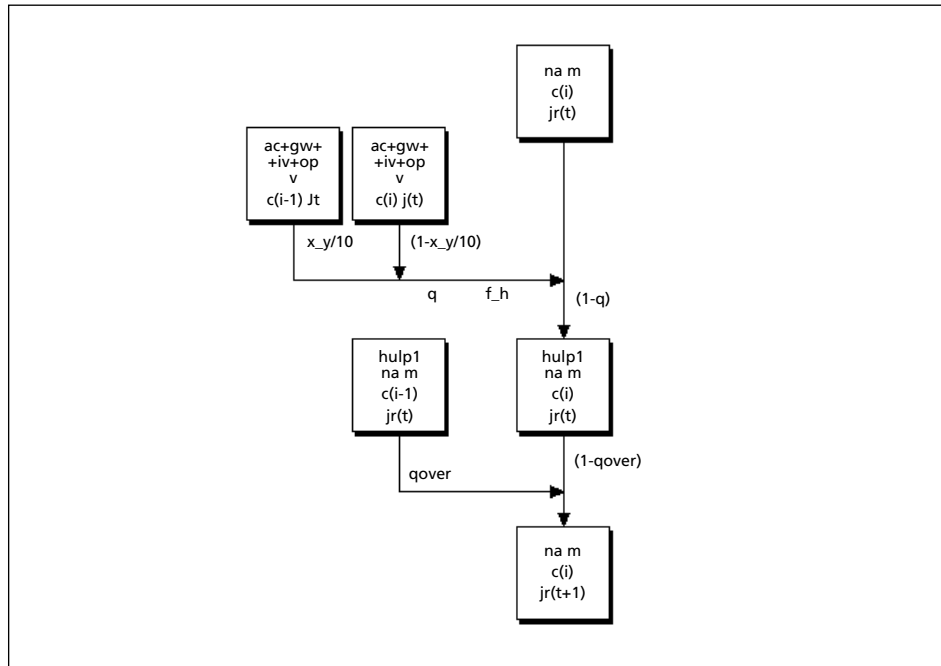 na m
c(i)
jr(t)
ac+gw+
+iv+op
v
c(i-1) Jt
ac+gw+
+iv+op
v
c(i) j(t)
x_y/10
(1-x_y/10)
q
f_h
(1-q)
hulp1
na m
c(i-1)
jr(t)
hulp1
na m
c(i)
jr(t)
qover
(1-qover)
na m
c(i)
jr(t+1)